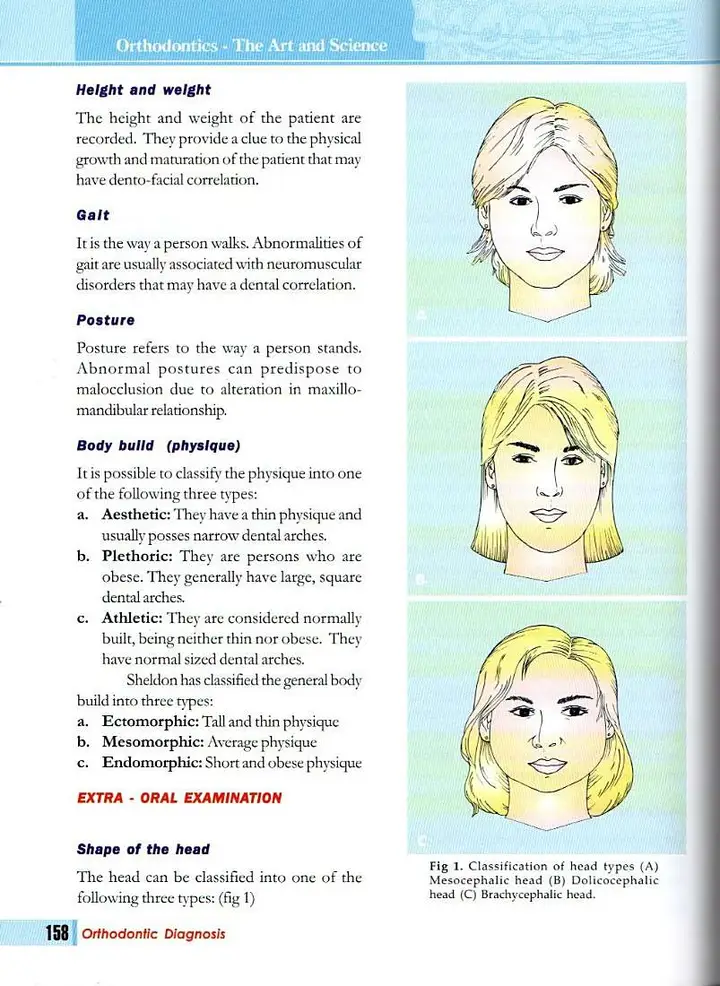 Orthodontics - The Art and Science
Height and weight
The height and weight of the patient are
recorded. They provide a clue to the physical
growth and maturation of the patient that may
have dento-facial correlation.
Gait
It is the way a person walks. Abnormalities of
gait are usually associated with neuromuscular
disorders that may have a dental correlation.
Posture
Posture refers to the way a person stands.
Abnormal postures can predispose to
malocclusion due to alteration in maxillo-
mandibular relationship.
Body build (physique)
It is possible to classify the physique into one
of the following three types:
a. Aesthetic: They have a thin physique and
usually posses narrow dental arches.
b. Plethoric: They are persons who are
obese. They generally have large, square
dental arches.
c. Athletic: They are considered normally
built, being neither thin nor obese. They
have normal sized dental arches.
Sheldon has classified the general body
build into three types:
a. Ectomorphic: Tall and thin physique
b. Mesomorphic: Average physique
c. Endomorphic: Short and obese physique
EXTRA - ORAL EXAMINATION
Shape of the head
The head can be classified into one of the
following three types: (fig 1)
A
B
C
Fig 1. Classification of head types (A)
Mesocephalic head (B) Dolicocephalic
head (C) Brachycephalic head.
158 Orthodontic Diagnosis